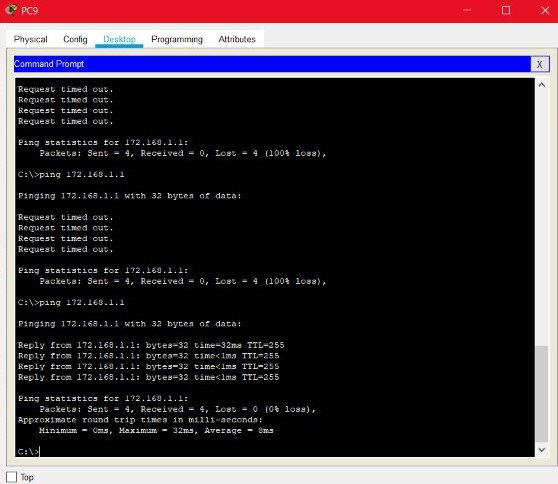 PC9
Physical Config Desktop Programming Attributes
Command Prompt X
Request timed out.
Request timed out.
Request timed out.
Request timed out.
Ping statistics for 172.168.1.1:
Packets: Sent = 4, Received = 0, Lost = 4 (100% loss),
C:\>ping 172.168.1.1
Pinging 172.168.1.1 with 32 bytes of data:
Request timed out.
Request timed out.
Request timed out.
Request timed out.
Ping statistics for 172.168.1.1:
Packets: Sent = 4, Received = 0, Lost = 4 (100% loss),
C:\>ping 172.168.1.1
Pinging 172.168.1.1 with 32 bytes of data:
Reply from 172.168.1.1: bytes=32 time=32ms TTL=255
Reply from 172.168.1.1: bytes=32 time<1ms TTL=255
Reply from 172.168.1.1: bytes=32 time<1ms TTL=255
Reply from 172.168.1.1: bytes=32 time<1ms TTL=255
Ping statistics for 172.168.1.1:
Packets: Sent = 4, Received = 4, Lost = 0 (0% loss),
Approximate round trip times in milli-seconds:
Minimum = 0ms, Maximum = 32ms, Average = 8ms
C:\>
Top